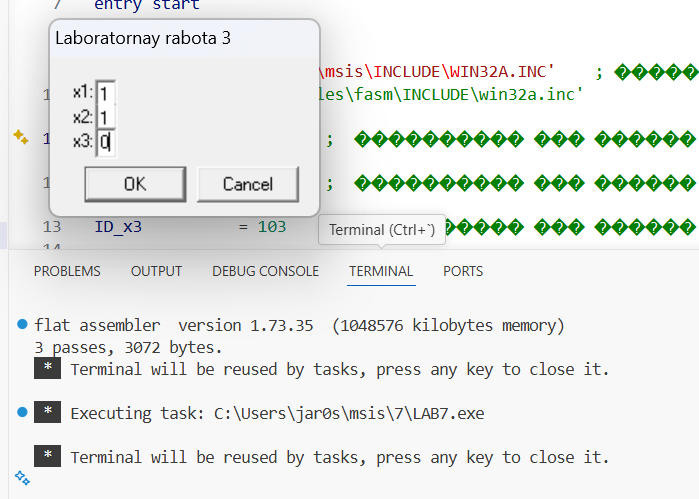 7 entry start
Laboratornay rabota 3
\msis\INCLUDE\WIN32A.INC' ; ������
les\fasm\INCLUDE\win32a.inc'
x1: 1
x2: 1
x3: 0
; ������������ ��� �������
; ������������ ��� �������
OK Cancel
13 ID_x3 = 103 ������� ��� �������
Terminal (Ctrl+`)
PROBLEMS OUTPUT DEBUG CONSOLE TERMINAL PORTS
flat assembler version 1.73.35 (1048576 kilobytes memory)
3 passes, 3072 bytes.
* Terminal will be reused by tasks, press any key to close it.
* Executing task: C:\Users\jar0s\msis\7\LAB7.exe
* Terminal will be reused by tasks, press any key to close it.